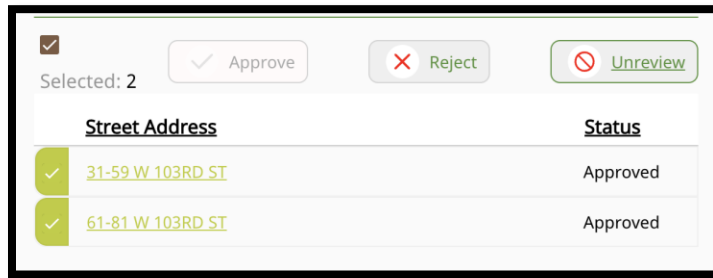 Approve Reject Unreview
Selected: 2
Street Address Status
31-59 W 103RD ST Approved
61-81 W 103RD ST Approved